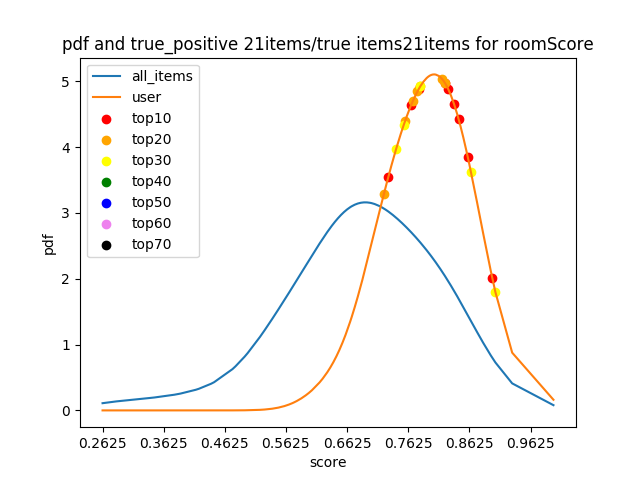 pdf and true_positive 21items/true items21items for roomScore
all_items
user
top10
top20
top30
top40
top50
top60
top70
pdf
5
4
3
2
1
0
0.2625 0.3625 0.4625 0.5625 0.6625 0.7625 0.8625 0.9625
score